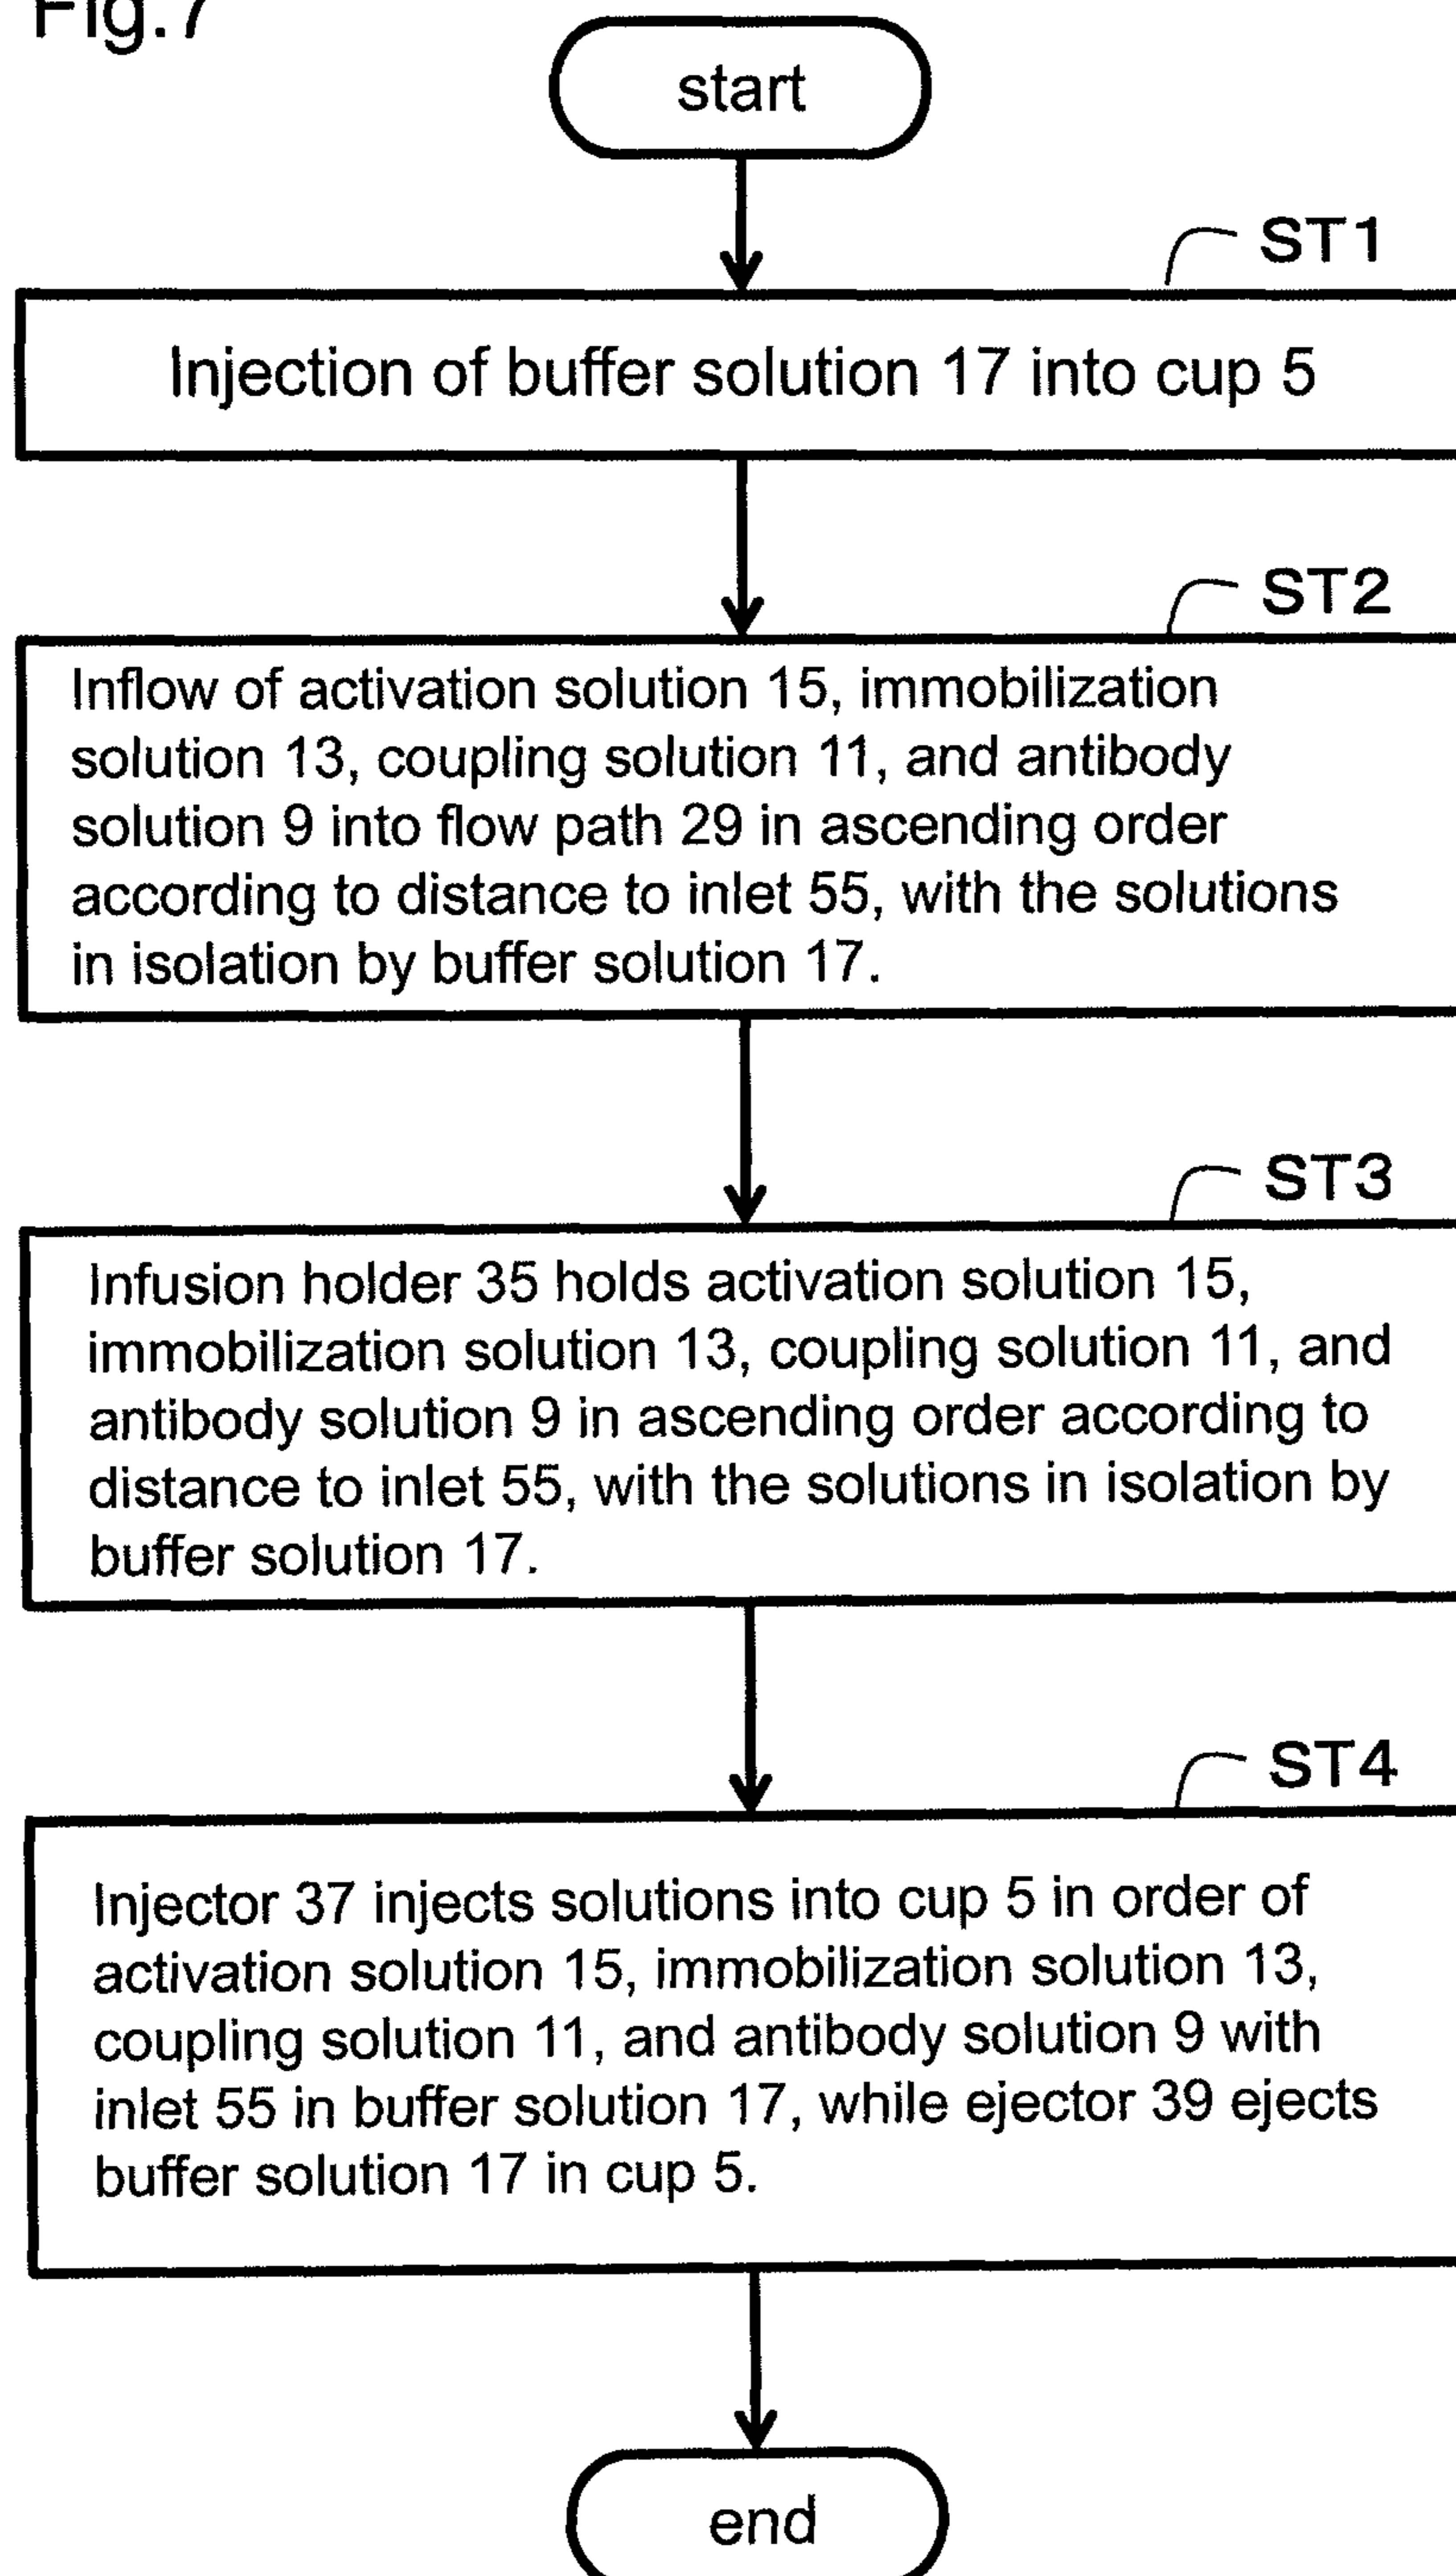 Fig.7
start
ST1
Injection of buffer solution 17 into cup 5
ST2
Inflow of activation solution 15, immobilization
solution 13, coupling solution 11, and antibody
solution 9 into flow path 29 in ascending order
according to distance to inlet 55, with the solutions
in isolation by buffer solution 17.
ST3
Infusion holder 35 holds activation solution 15,
immobilization solution 13, coupling solution 11, and
antibody solution 9 in ascending order according to
distance to inlet 55, with the solutions in isolation by
buffer solution 17.
ST4
Injector 37 injects solutions into cup 5 in order of
activation solution 15, immobilization solution 13,
coupling solution 11, and antibody solution 9 with
inlet 55 in buffer solution 17, while ejector 39 ejects
buffer solution 17 in cup 5.
end